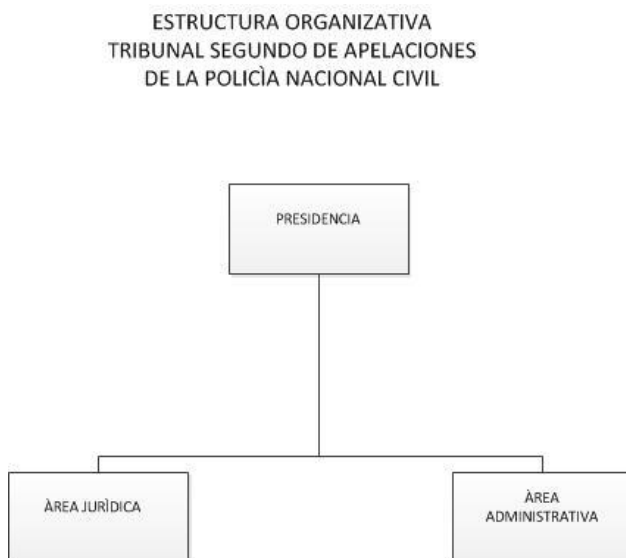 ESTRUCTURA ORGANIZATIVA
TRIBUNAL SEGUNDO DE APELACIONES
DE LA POLICÌA NACIONAL CIVIL
PRESIDENCIA
ÀREA JURÌDICA
ÀREA
ADMINISTRATIVA